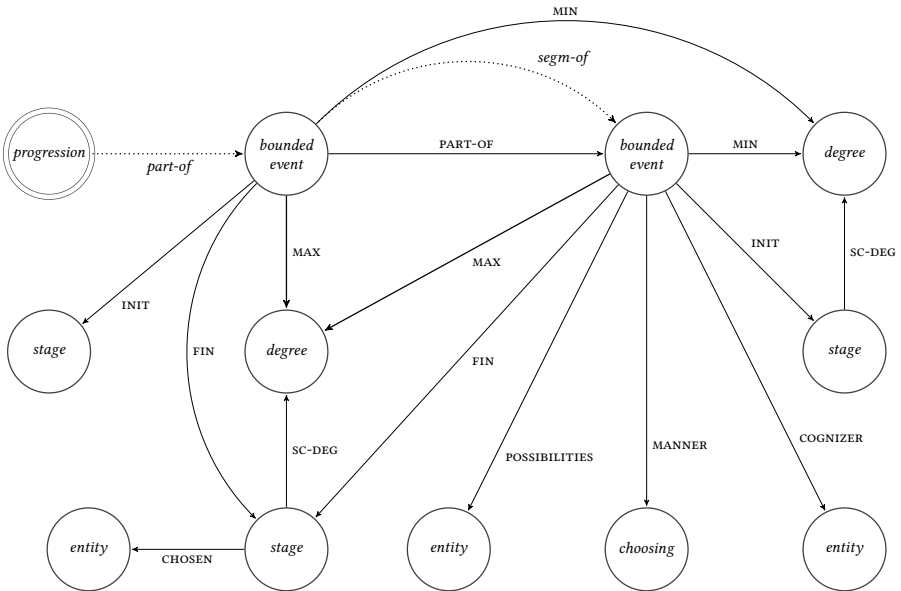 MIN
segm-of
progression
part-of
bounded
event
PART-OF
bounded
event
MIN
degree
INIT
MAX
MAX
INIT
SC-DEG
stage
FIN
degree
FIN
stage
SC-DEG
POSSIBILITIES
MANNER
COGNIZER
entity
CHOSEN
stage
entity
choosing
entity